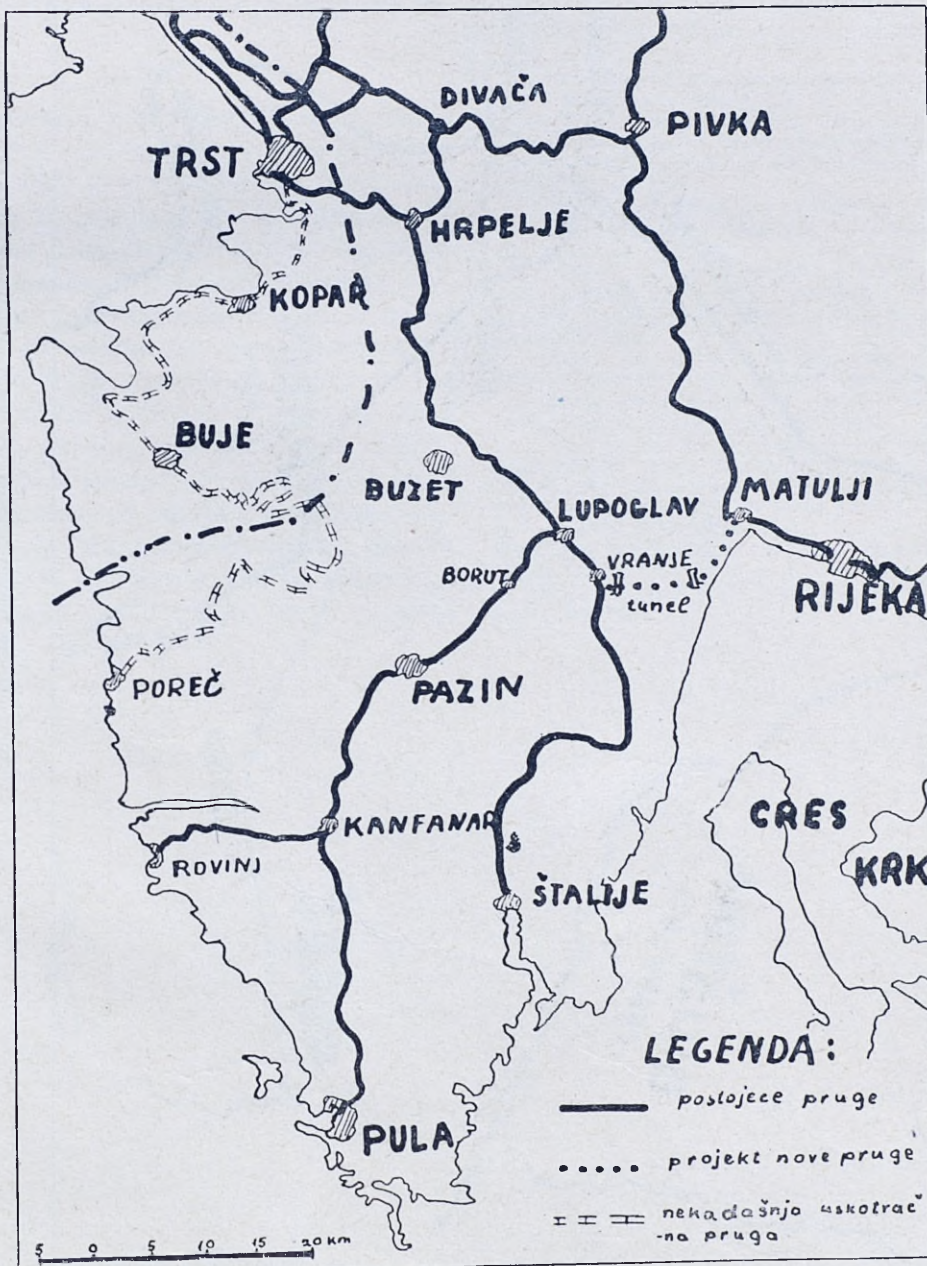 DIVAČA
PIVKA
TRST
HRPELJE
KOPAR
BUJE
BUZET
LUPOGLAV
MATULJI
BORUT
VRANJE
tunel
RIJEKA
POREČ
PAZIN
CRES
KANFANAR
KRK
ROVINJ
ŠTALIJE
LEGENDA:
postojece pruge
PULA
projekt nove pruge
nekadašnja uskotrač
-na pruga
5 0 5 10 15 20 km